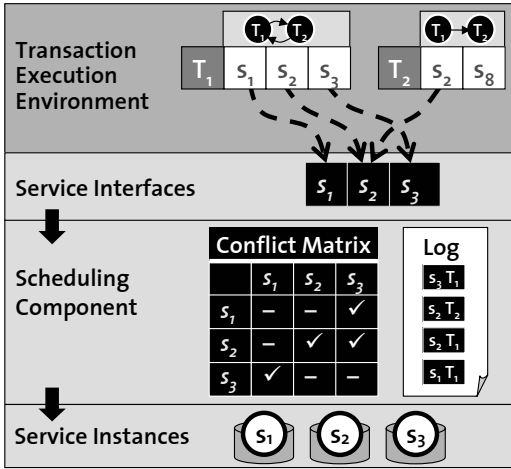 T1 T2
T1 T2
Transaction
Execution
Environment
T1 s1 s2 s3
T2 s2 s8
Service Interfaces
s1 s2 s3
Scheduling
Component
Conflict Matrix
s1 s2 s3
s1 – – ✓
s2 – ✓ ✓
s3 ✓ – –
Log
s3 T1
s2 T2
s2 T1
s1 T1
Service Instances
S1 S2 S3